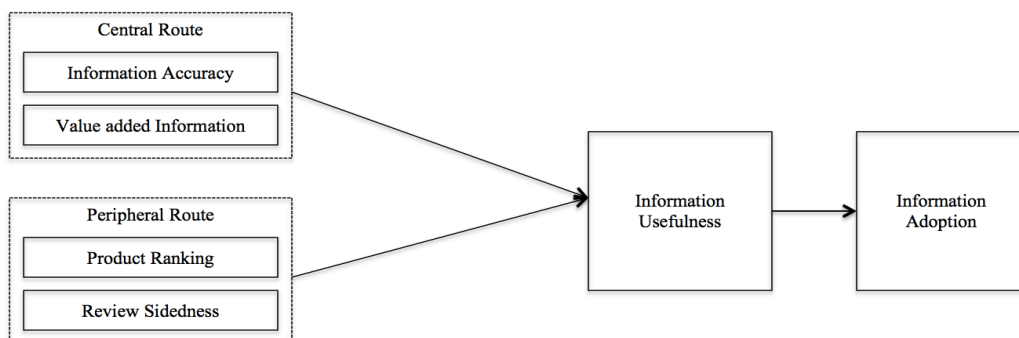 Central Route
Information Accuracy
Value added Information
Peripheral Route
Product Ranking
Review Sidedness
Information
Usefulness
Information
Adoption